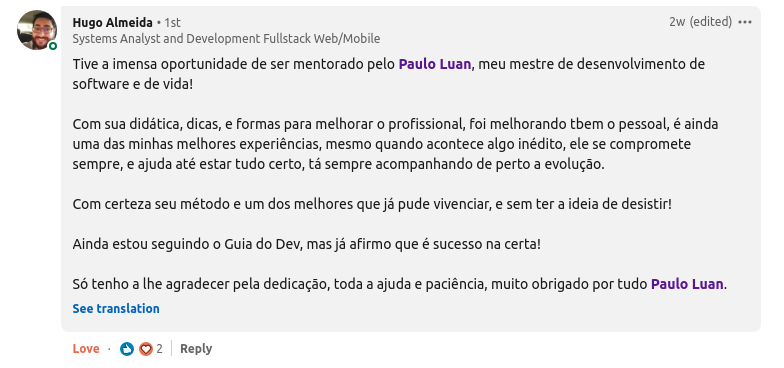 Hugo Almeida • 1st
2w (edited) •••
Systems Analyst and Development Fullstack Web/Mobile
Tive a imensa oportunidade de ser mentorado pelo Paulo Luan, meu mestre de desenvolvimento de
software e de vida!
Com sua didática, dicas, e formas para melhorar o profissional, foi melhorando tbem o pessoal, é ainda
uma das minhas melhores experiências, mesmo quando acontece algo inédito, ele se compromete
sempre, e ajuda até estar tudo certo, tá sempre acompanhando de perto a evolução.
Com certeza seu método e um dos melhores que já pude vivenciar, e sem ter a ideia de desistir!
Ainda estou seguindo o Guia do Dev, mas já afirmo que é sucesso na certa!
Só tenho a lhe agradecer pela dedicação, toda a ajuda e paciência, muito obrigado por tudo Paulo Luan.
See translation
Love · 2 | Reply